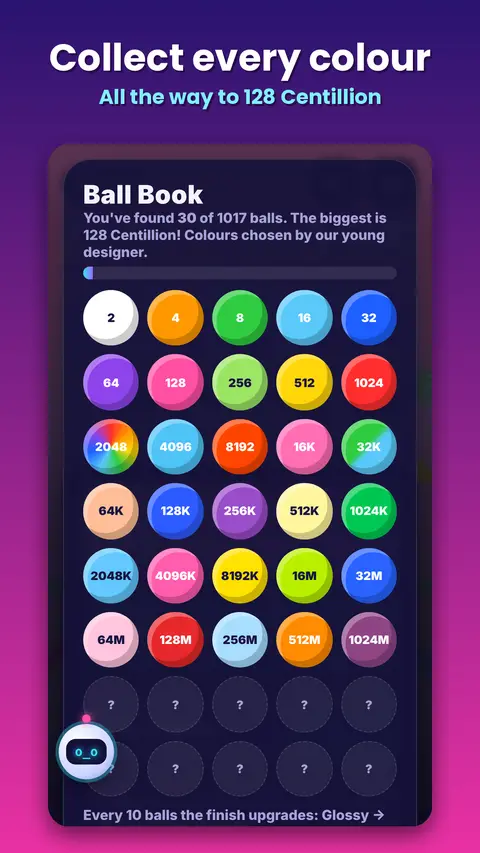 Collect every colour
All the way to 128 Centillion
Ball Book
You've found 30 of 1017 balls. The biggest is
128 Centillion! Colours chosen by our young
designer.
2 4 8 16 32
64 128 256 512 1024
2048 4096 8192 16K 32K
64K 128K 256K 512K 1024K
2048K 4096K 8192K 16M 32M
64M 128M 256M 512M 1024M
? ? ? ? ?
? ? ? ? ?
Every 10 balls the finish upgrades: Glossy →